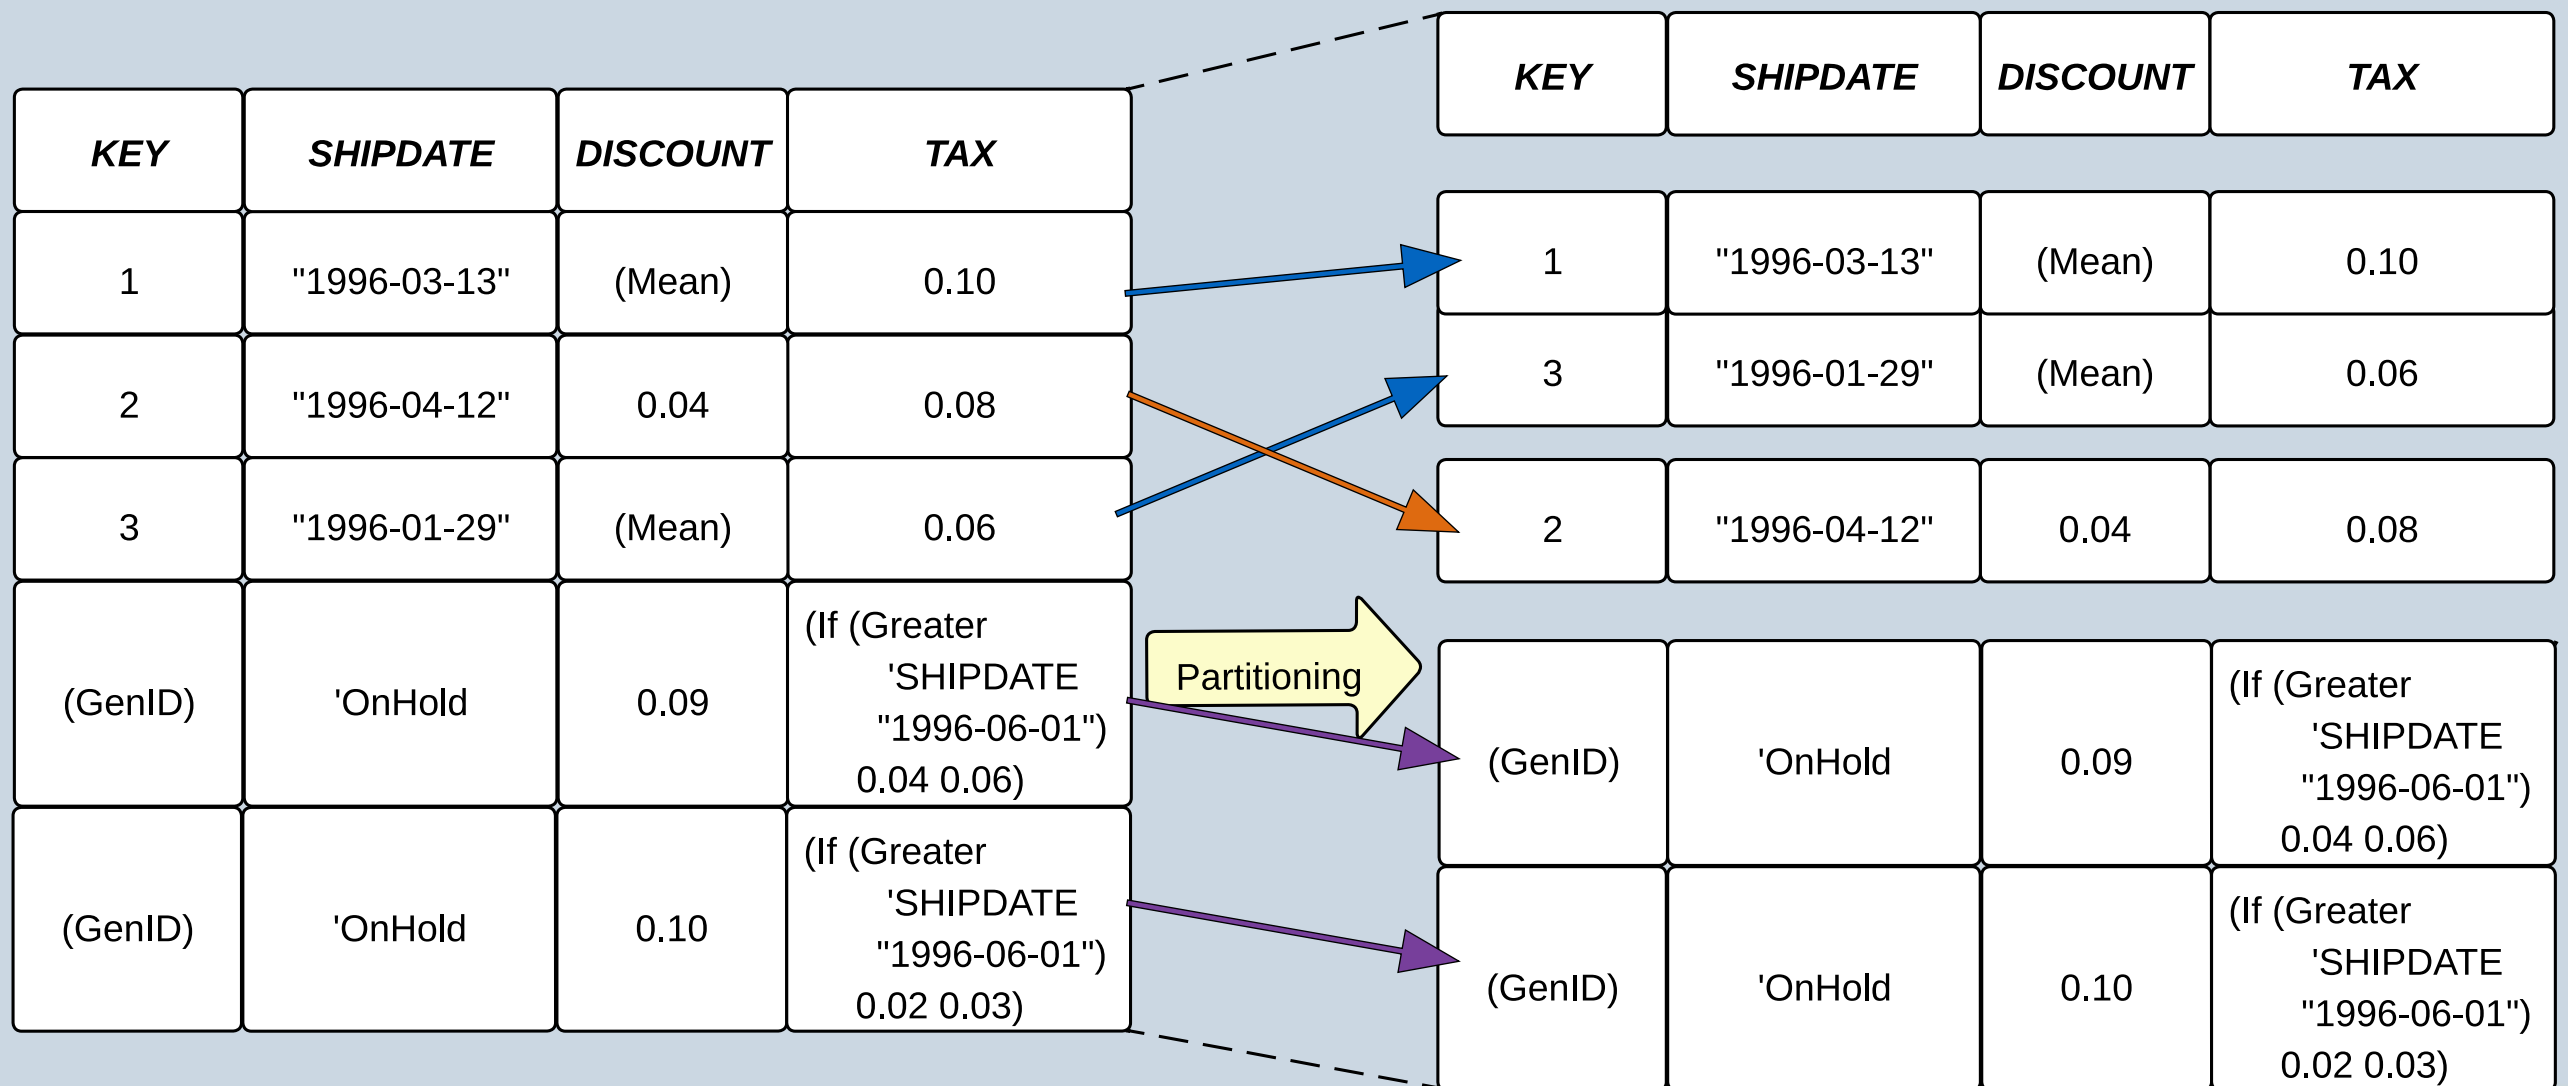 KEY SHIPDATE DISCOUNT TAX
1 "1996-03-13" (Mean) 0.10
2 "1996-04-12" 0.04 0.08
3 "1996-01-29" (Mean) 0.06
(GenID) 'OnHold 0.09 (If (Greater
'SHIPDATE
"1996-06-01")
0.04 0.06)
(GenID) 'OnHold 0.10 (If (Greater
'SHIPDATE
"1996-06-01")
0.02 0.03)
Partitioning
KEY SHIPDATE DISCOUNT TAX
1 "1996-03-13" (Mean) 0.10
3 "1996-01-29" (Mean) 0.06
2 "1996-04-12" 0.04 0.08
(GenID) 'OnHold 0.09 (If (Greater
'SHIPDATE
"1996-06-01")
0.04 0.06)
(GenID) 'OnHold 0.10 (If (Greater
'SHIPDATE
"1996-06-01")
0.02 0.03)